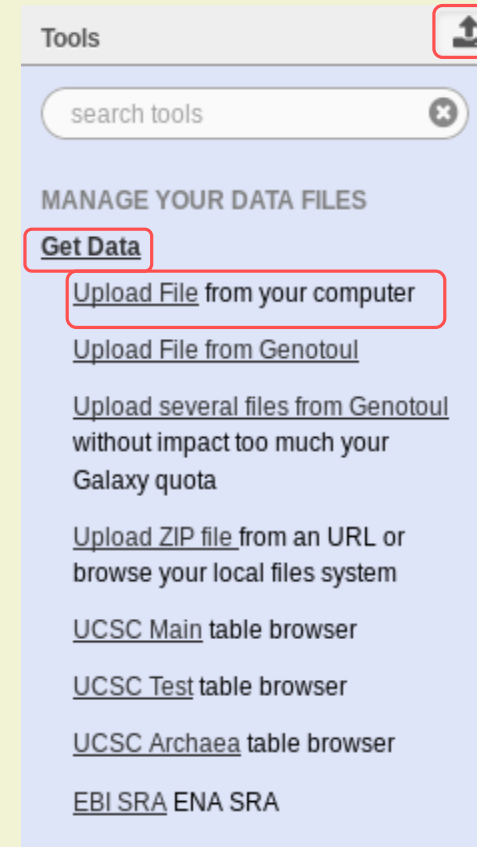 Tools
search tools
MANAGE YOUR DATA FILES
Get Data
Upload File from your computer
Upload File from Genotoul
Upload several files from Genotoul
without impact too much your
Galaxy quota
Upload ZIP file from an URL or
browse your local files system
UCSC Main table browser
UCSC Test table browser
UCSC Archaea table browser
EBI SRA ENA SRA